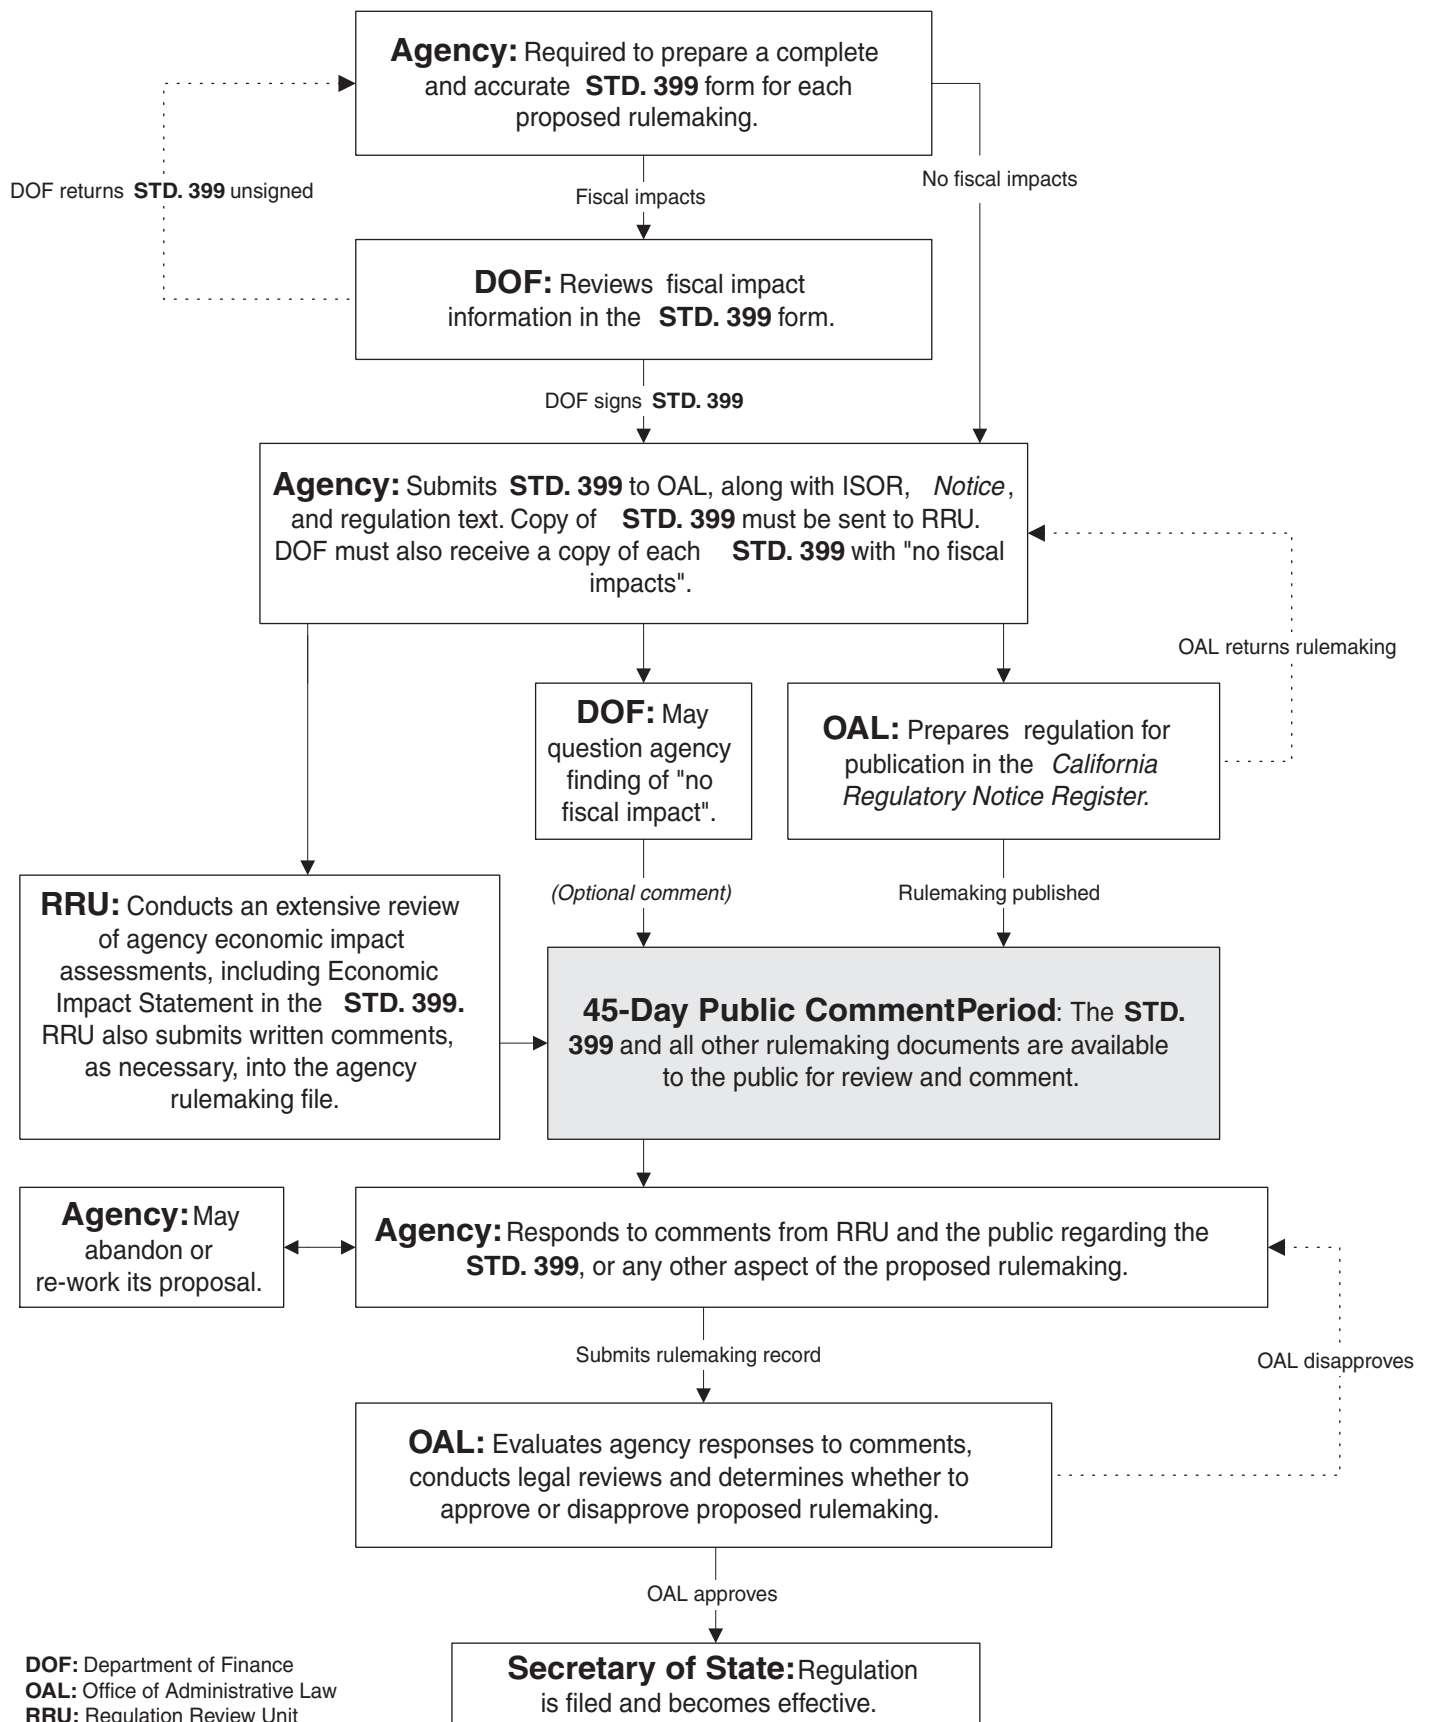 Agency: Required to prepare a complete
and accurate STD. 399 form for each
proposed rulemaking.
DOF returns STD. 399 unsigned
Fiscal impacts
No fiscal impacts
DOF: Reviews fiscal impact
information in the STD. 399 form.
DOF signs STD. 399
Agency: Submits STD. 399 to OAL, along with ISOR, Notice,
and regulation text. Copy of STD. 399 must be sent to RRU.
DOF must also receive a copy of each STD. 399 with "no fiscal
impacts".
OAL returns rulemaking
DOF: May
question agency
finding of "no
fiscal impact".
OAL: Prepares regulation for
publication in the California
Regulatory Notice Register.
(Optional comment)
Rulemaking published
RRU: Conducts an extensive review
of agency economic impact
assessments, including Economic
Impact Statement in the STD. 399.
RRU also submits written comments,
as necessary, into the agency
rulemaking file.
45-Day Public CommentPeriod: The STD.
399 and all other rulemaking documents are available
to the public for review and comment.
Agency: May
abandon or
re-work its proposal.
Agency: Responds to comments from RRU and the public regarding the
STD. 399, or any other aspect of the proposed rulemaking.
Submits rulemaking record
OAL disapproves
OAL: Evaluates agency responses to comments,
conducts legal reviews and determines whether to
approve or disapprove proposed rulemaking.
OAL approves
Secretary of State: Regulation
is filed and becomes effective.
DOF: Department of Finance
OAL: Office of Administrative Law
RRU: Regulation Review Unit